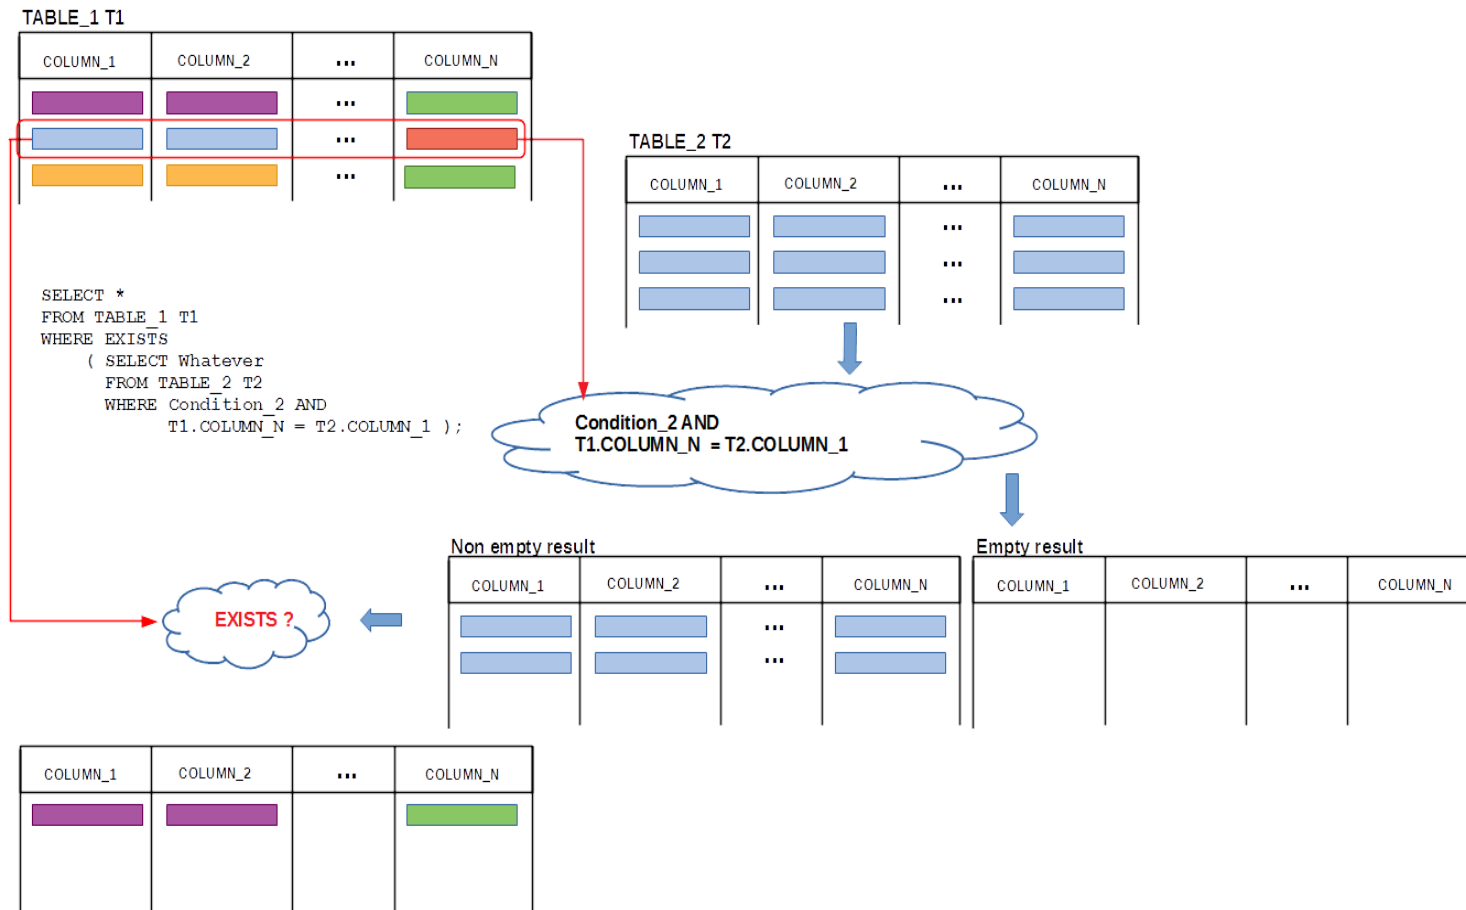 TABLE_1 T1
COLUMN_1 COLUMN_2 ... COLUMN_N
...
...
...
TABLE_2 T2
COLUMN_1 COLUMN_2 ... COLUMN_N
...
...
...
SELECT *
FROM TABLE_1 T1
WHERE EXISTS
( SELECT Whatever
FROM TABLE_2 T2
WHERE Condition_2 AND
T1.COLUMN_N = T2.COLUMN_1 );
Condition_2 AND
T1.COLUMN_N = T2.COLUMN_1
Non empty result
COLUMN_1 COLUMN_2 ... COLUMN_N
...
...
Empty result
COLUMN_1 COLUMN_2 ... COLUMN_N
EXISTS ?
COLUMN_1 COLUMN_2 ... COLUMN_N